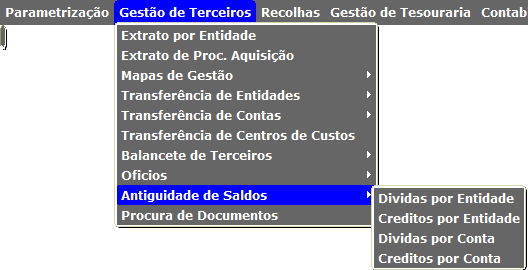 Parametrização Gestão de Terceiros Recolhas Gestão de Tesouraria Contab
Extrato por Entidade
Extrato de Proc. Aquisição
Mapas de Gestão
Transferência de Entidades
Transferência de Contas
Transferência de Centros de Custos
Balancete de Terceiros
Oficios
Antiguidade de Saldos
Procura de Documentos
Dividas por Entidade
Creditos por Entidade
Dividas por Conta
Creditos por Conta